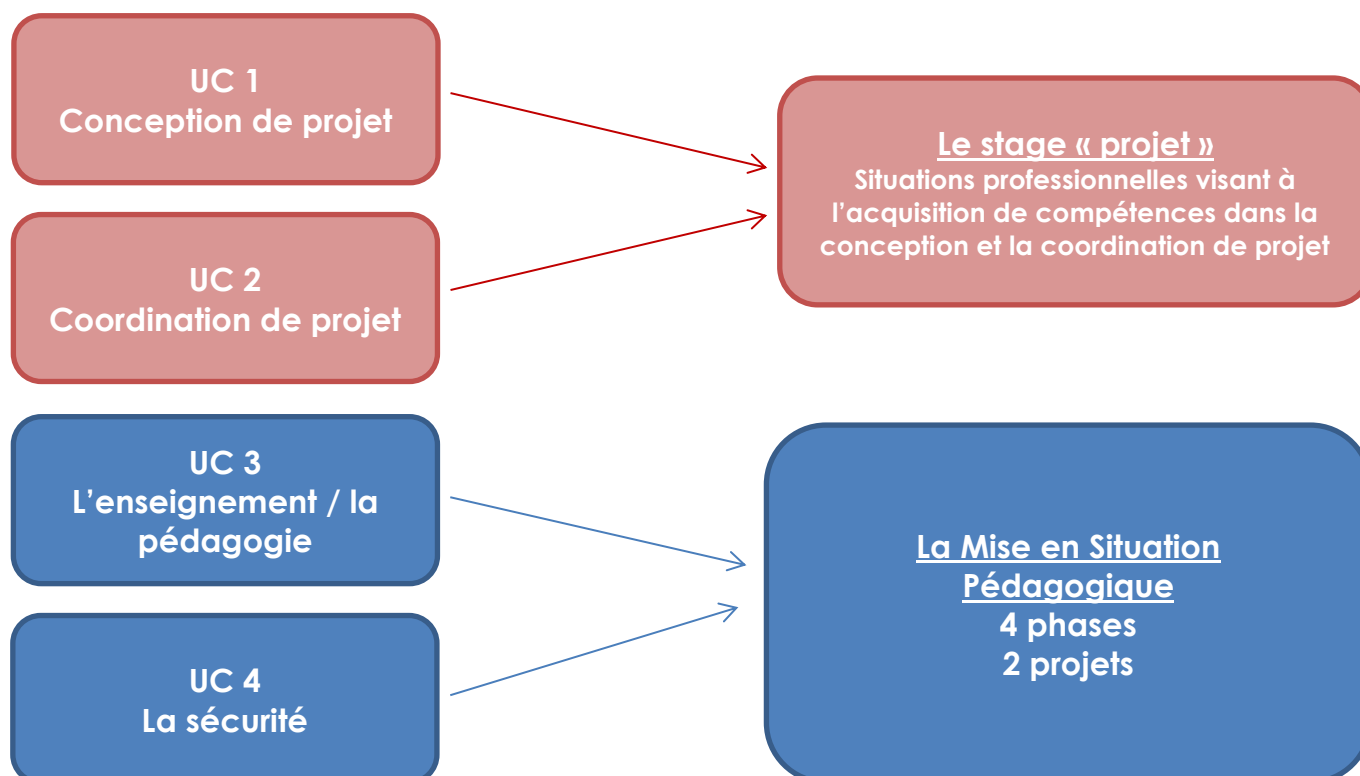 UC 1
Conception de projet
Le stage « projet »
Situations professionnelles visant à
l’acquisition de compétences dans la
conception et la coordination de projet
UC 2
Coordination de projet
UC 3
L’enseignement / la
pédagogie
La Mise en Situation
Pédagogique
4 phases
2 projets
UC 4
La sécurité